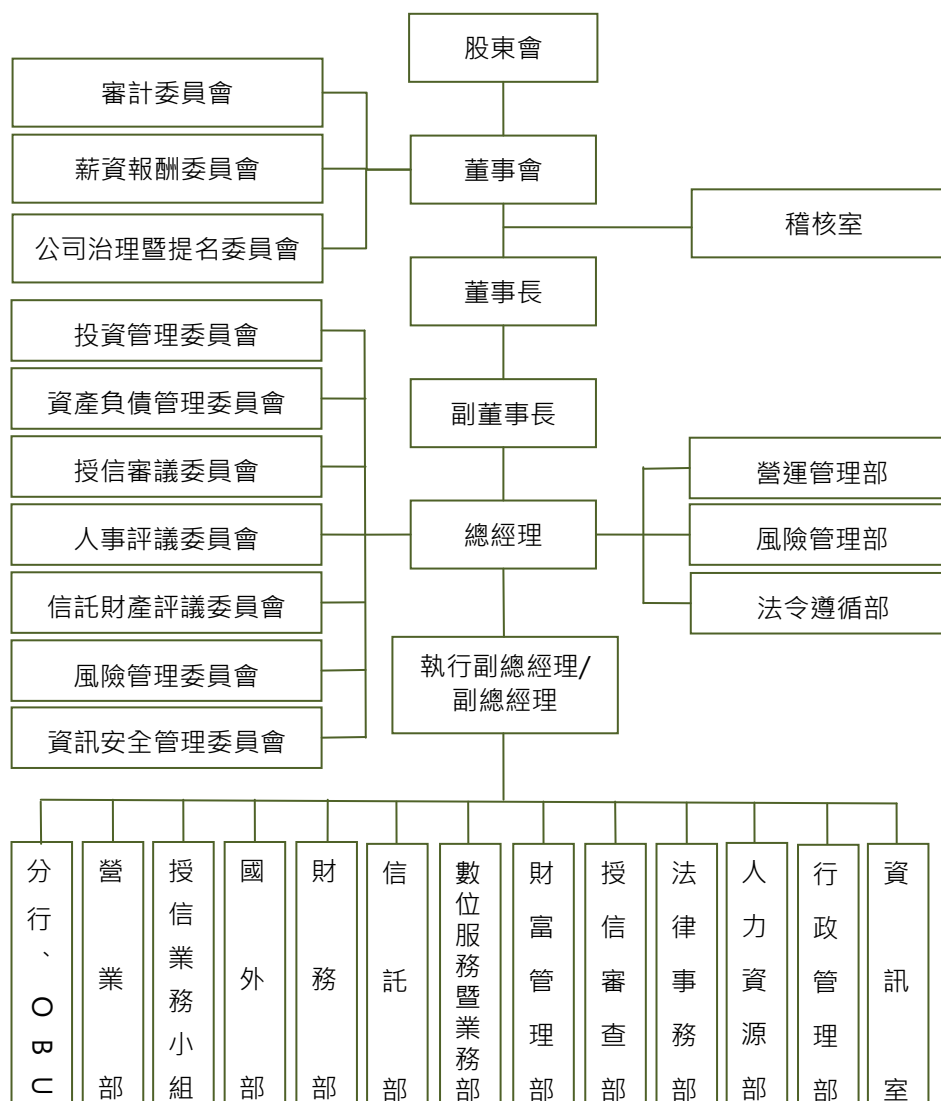 股東會
審計委員會
薪資報酬委員會
董事會
公司治理暨提名委員會
稽核室
董事長
投資管理委員會
資產負債管理委員會
副董事長
授信審議委員會
營運管理部
人事評議委員會
總經理
風險管理部
信託財產評議委員會
法令遵循部
風險管理委員會
執行副總經理/
副總經理
資訊安全管理委員會
分行、OBU
營業部
授信業務小組
國外部
財務部
信託部
數位服務暨業務部
財富管理部
授信審查部
法律事務部
人力資源部
行政管理部
資訊室